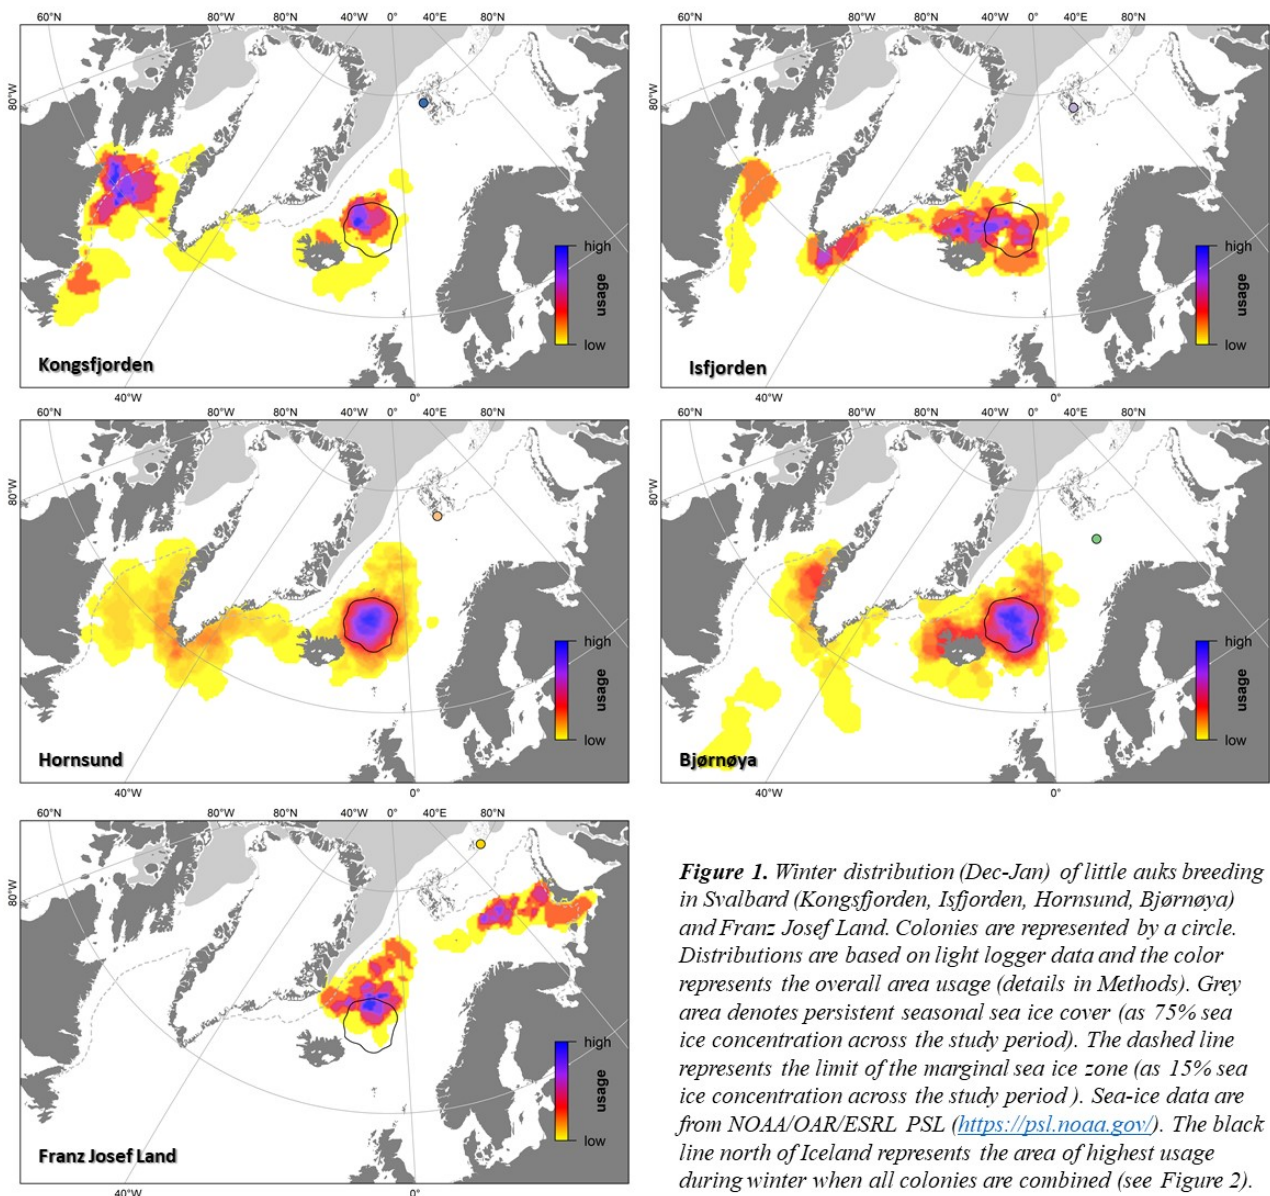 60°N 80°W 80°N 40°W 0° 40°E 80°N
80°W
high
usage
low
Kongsfjorden
40°W 0°
60°N 80°W 80°N 40°W 0° 40°E 80°N
80°W
high
usage
low
Isfjorden
40°W 0°
60°N 80°W 80°N 40°W 0° 40°E 80°N
80°W
high
usage
low
Hornsund
40°W 0°
60°N 80°W 80°N 40°W 0° 40°E 80°N
80°W
high
usage
low
Bjørnøya
40°W 0°
60°N 80°W 80°N 40°W 0° 40°E 80°N
80°W
high
usage
low
Franz Josef Land
40°W 0°
Figure 1. Winter distribution (Dec-Jan) of little auks breeding
in Svalbard (Kongsfjorden, Isfjorden, Hornsund, Bjørnøya)
and Franz Josef Land. Colonies are represented by a circle.
Distributions are based on light logger data and the color
represents the overall area usage (details in Methods). Grey
area denotes persistent seasonal sea ice cover (as 75% sea
ice concentration across the study period). The dashed line
represents the limit of the marginal sea ice zone (as 15% sea
ice concentration across the study period ). Sea-ice data are
from NOAA/OAR/ESRL PSL (https://psl.noaa.gov/). The black
line north of Iceland represents the area of highest usage
during winter when all colonies are combined (see Figure 2).